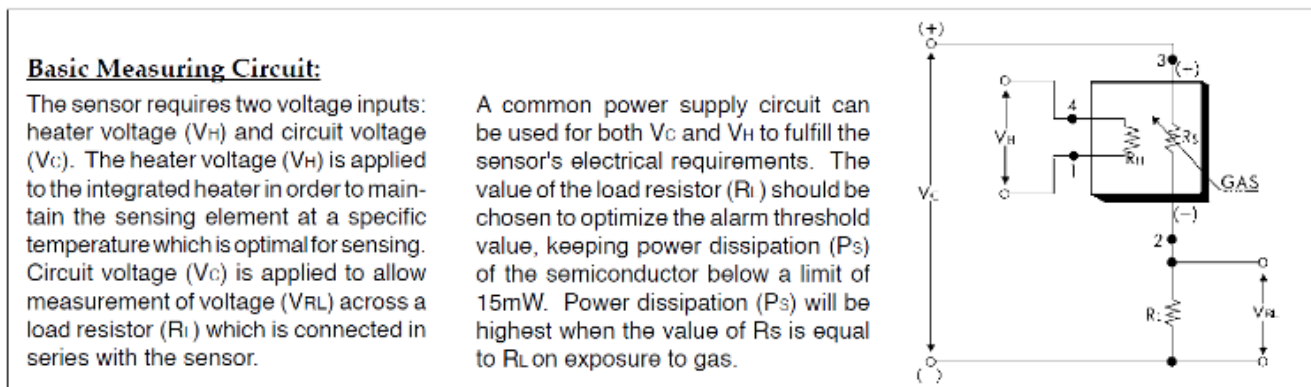 Basic Measuring Circuit:
The sensor requires two voltage inputs:
heater voltage (VH) and circuit voltage
(VC). The heater voltage (VH) is applied
to the integrated heater in order to main-
tain the sensing element at a specific
temperature which is optimal for sensing.
Circuit voltage (VC) is applied to allow
measurement of voltage (VRL) across a
load resistor (RL) which is connected in
series with the sensor.
A common power supply circuit can
be used for both VC and VH to fulfill the
sensor's electrical requirements. The
value of the load resistor (RL) should be
chosen to optimize the alarm threshold
value, keeping power dissipation (PS)
of the semiconductor below a limit of
15mW. Power dissipation (PS) will be
highest when the value of Rs is equal
to RL on exposure to gas.
(+)
3
(-)
4
VH
RH
RS
1
VC
GAS
(-)
2
RL
VRL
(-)